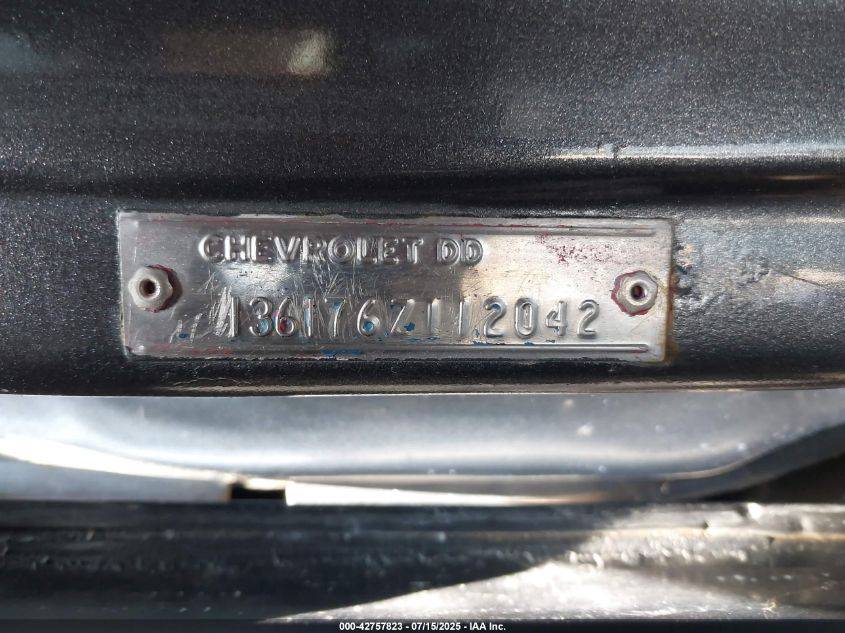 CHEVROLET DD
136176Z112042
000-42757823 - 07/15/2025 - IAA Inc.